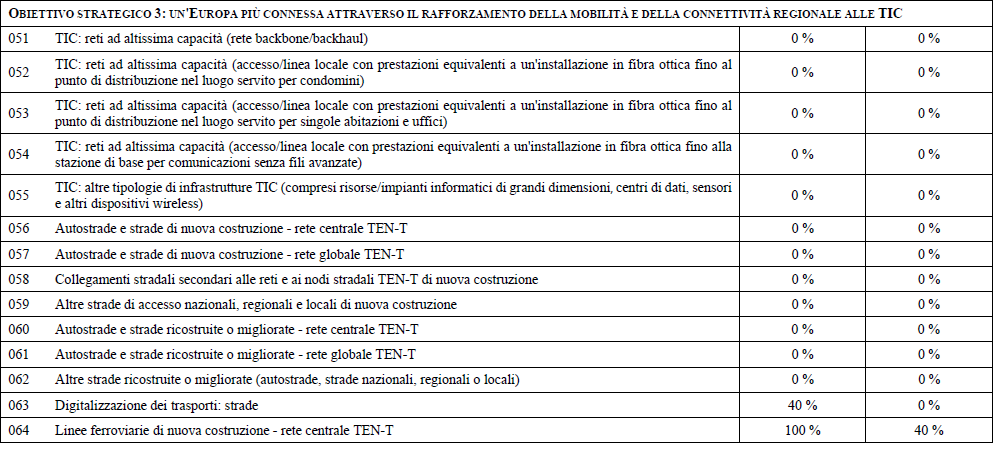 OBIETTIVO STRATEGICO 3: UN'EUROPA PIÙ CONNESSA ATTRAVERSO IL RAFFORZAMENTO DELLA MOBILITÀ E DELLA CONNETTIVITÀ REGIONALE ALLE TIC
051 TIC: reti ad altissima capacità (rete backbone/backhaul) 0 % 0 %
052 TIC: reti ad altissima capacità (accesso/linea locale con prestazioni equivalenti a un'installazione in fibra ottica fino al
punto di distribuzione nel luogo servito per condomini) 0 % 0 %
053 TIC: reti ad altissima capacità (accesso/linea locale con prestazioni equivalenti a un'installazione in fibra ottica fino al
punto di distribuzione nel luogo servito per singole abitazioni e uffici) 0 % 0 %
054 TIC: reti ad altissima capacità (accesso/linea locale con prestazioni equivalenti a un'installazione in fibra ottica fino alla
stazione di base per comunicazioni senza fili avanzate) 0 % 0 %
055 TIC: altre tipologie di infrastrutture TIC (compresi risorse/impianti informatici di grandi dimensioni, centri di dati, sensori
e altri dispositivi wireless) 0 % 0 %
056 Autostrade e strade di nuova costruzione - rete centrale TEN-T 0 % 0 %
057 Autostrade e strade di nuova costruzione - rete globale TEN-T 0 % 0 %
058 Collegamenti stradali secondari alle reti e ai nodi stradali TEN-T di nuova costruzione 0 % 0 %
059 Altre strade di accesso nazionali, regionali e locali di nuova costruzione 0 % 0 %
060 Autostrade e strade ricostruite o migliorate - rete centrale TEN-T 0 % 0 %
061 Autostrade e strade ricostruite o migliorate - rete globale TEN-T 0 % 0 %
062 Altre strade ricostruite o migliorate (autostrade, strade nazionali, regionali o locali) 0 % 0 %
063 Digitalizzazione dei trasporti: strade 40 % 0 %
064 Linee ferroviarie di nuova costruzione - rete centrale TEN-T 100 % 40 %